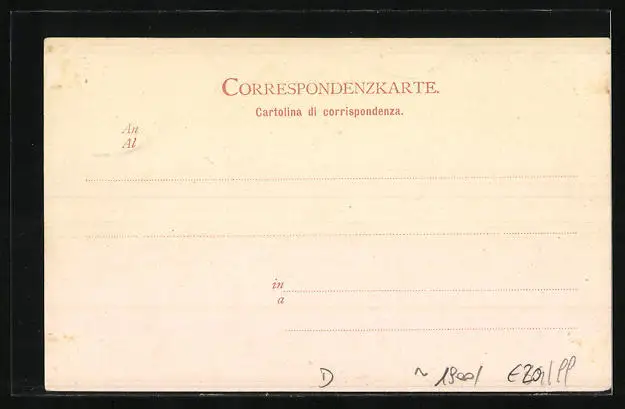 CORRESPONDENZKARTE.
Cartolina di corrispondenza.
An
Al
in
a
D ~ 1900/